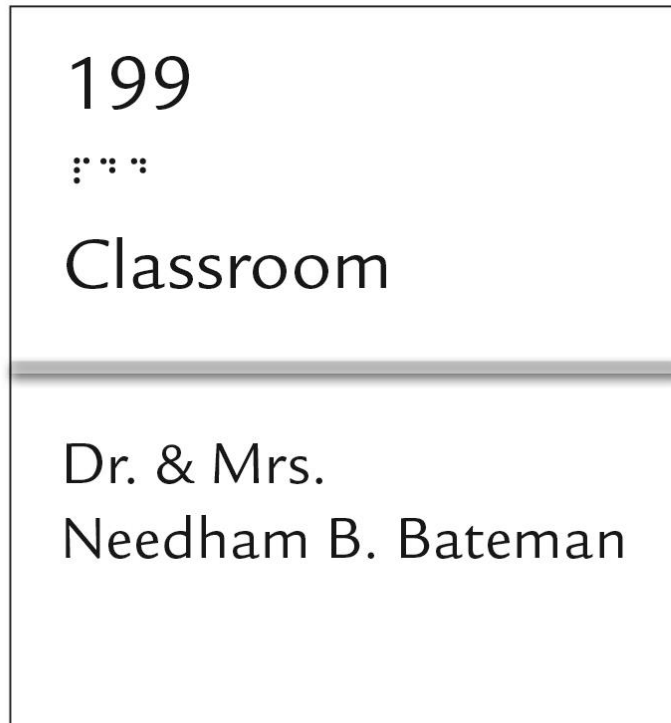 199
⠏⠙⠙
Classroom
Dr. & Mrs.
Needham B. Bateman